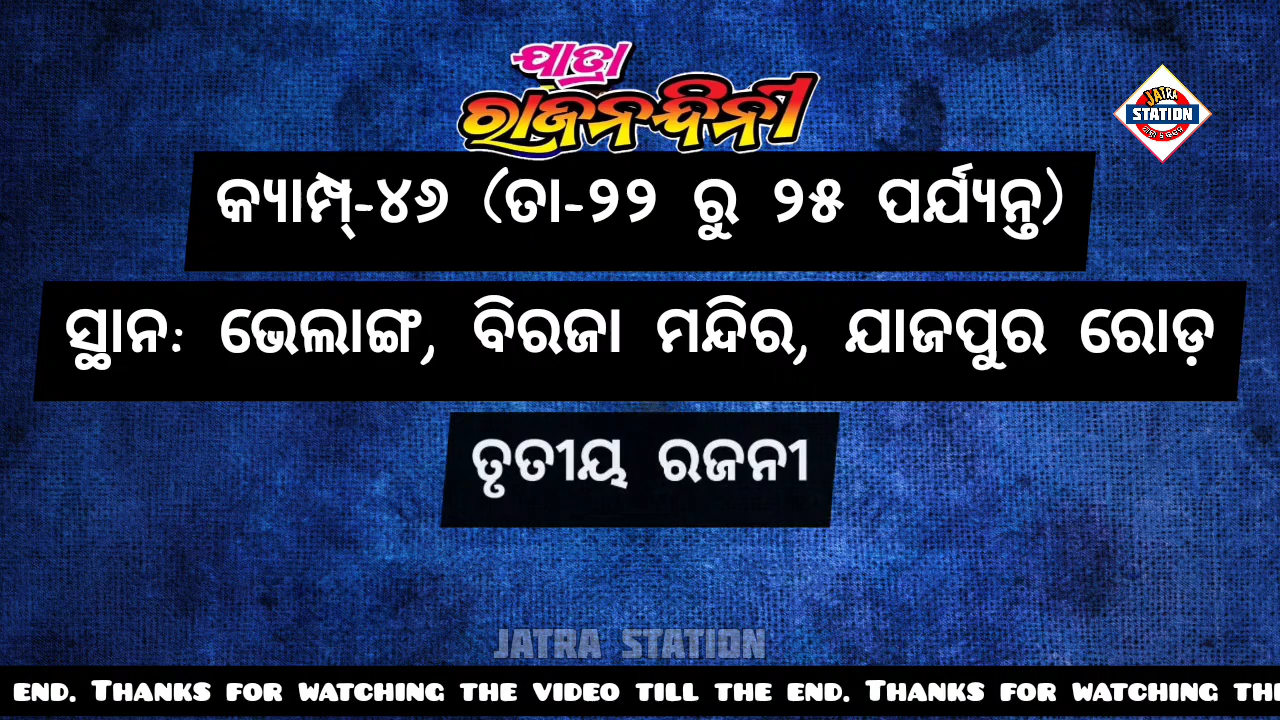 ଯାତ୍ରା
ରାଜନନ୍ଦିନୀ
JATRA
STATION
କ୍ୟାମ୍ପ୍-୪୬ (ତା-୨୨ ରୁ ୨୫ ପର୍ଯ୍ୟନ୍ତ)
ସ୍ଥାନ: ଭେଲାଙ୍ଗ, ବିରଜା ମନ୍ଦିର, ଯାଜପୁର ରୋଡ଼
ତୃତୀୟ ରଜନୀ
JATRA STATION
END. THANKS FOR WATCHING THE VIDEO TILL THE END. THANKS FOR WATCHING THE